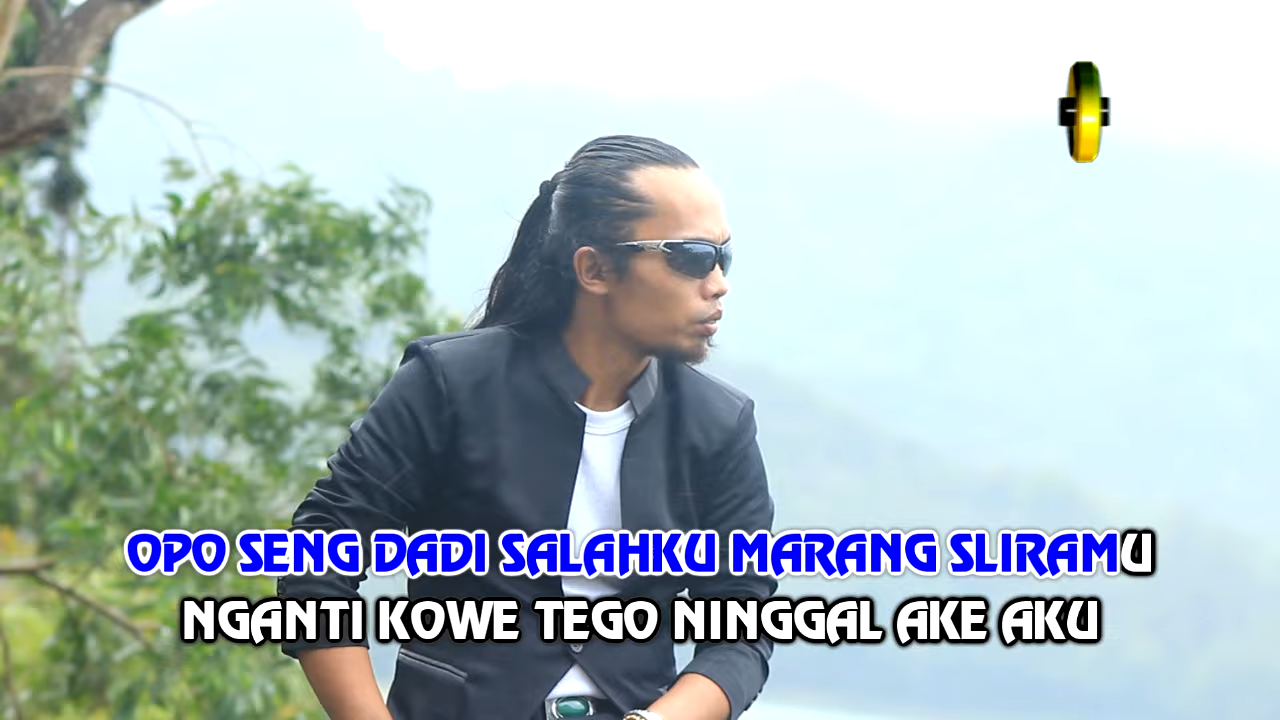 OPO SENG DADI SALAHKU MARANG SLIRAMU
NGANTI KOWE TEGO NINGGAL AKE AKU